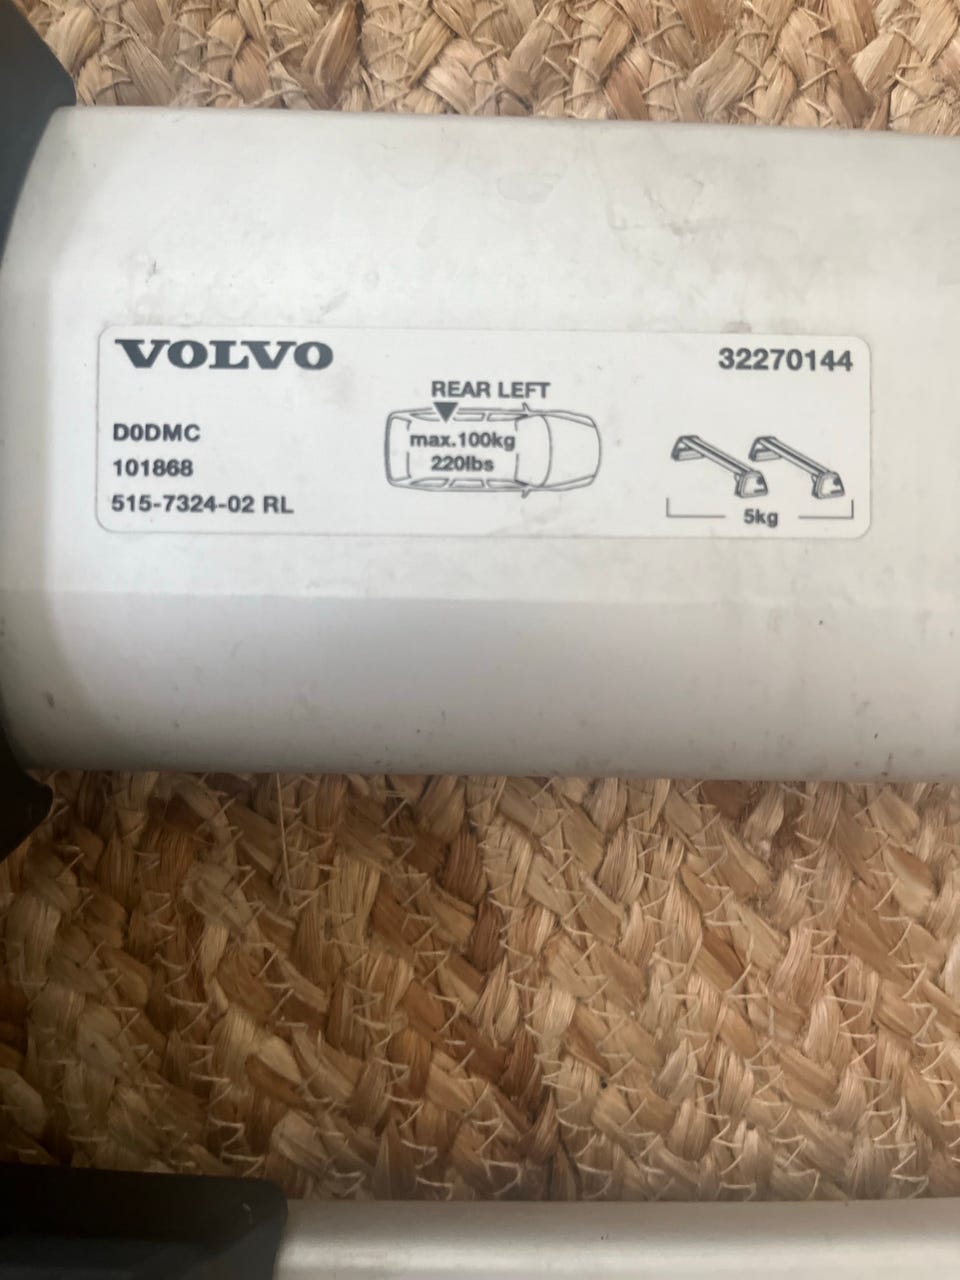 VOLVO
32270144
REAR LEFT
D0DMC
max.100kg
101868
220lbs
515-7324-02 RL
5kg